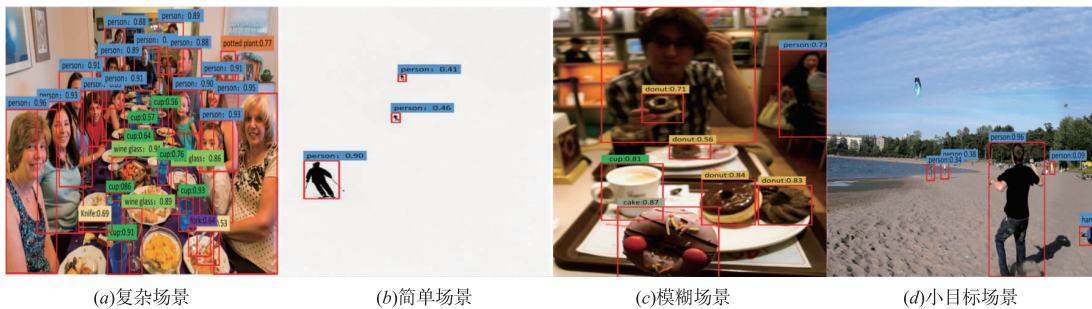 person: 0.89
person: 0.88
person: 0.88
person: 0.89
potted plant:0.77
person: 0.91
person: 0.91
person: 0.91
person: 0.90
person: 0.93
person: 0.95
person: 0.96
cup:0.56
cup:0.57
person: 0.93
cup:0.64
wine glass:0.9
cup:0.76
glass: 0.86
cup:086
cup:0.93
wine glass: 0.89
Knife:0.69
fork:0.64
0.53
cup:0.91
person: 0.41
person: 0.46
person: 0.90
person:0.73
donut:0.71
donut:0.56
cup:0.81
donut:0.84
donut:0.83
cake:0.87
person:0.96
person:0.38
person:0.34
person:0.09
han
(a)复杂场景
(b)简单场景
(c)模糊场景
(d)小目标场景